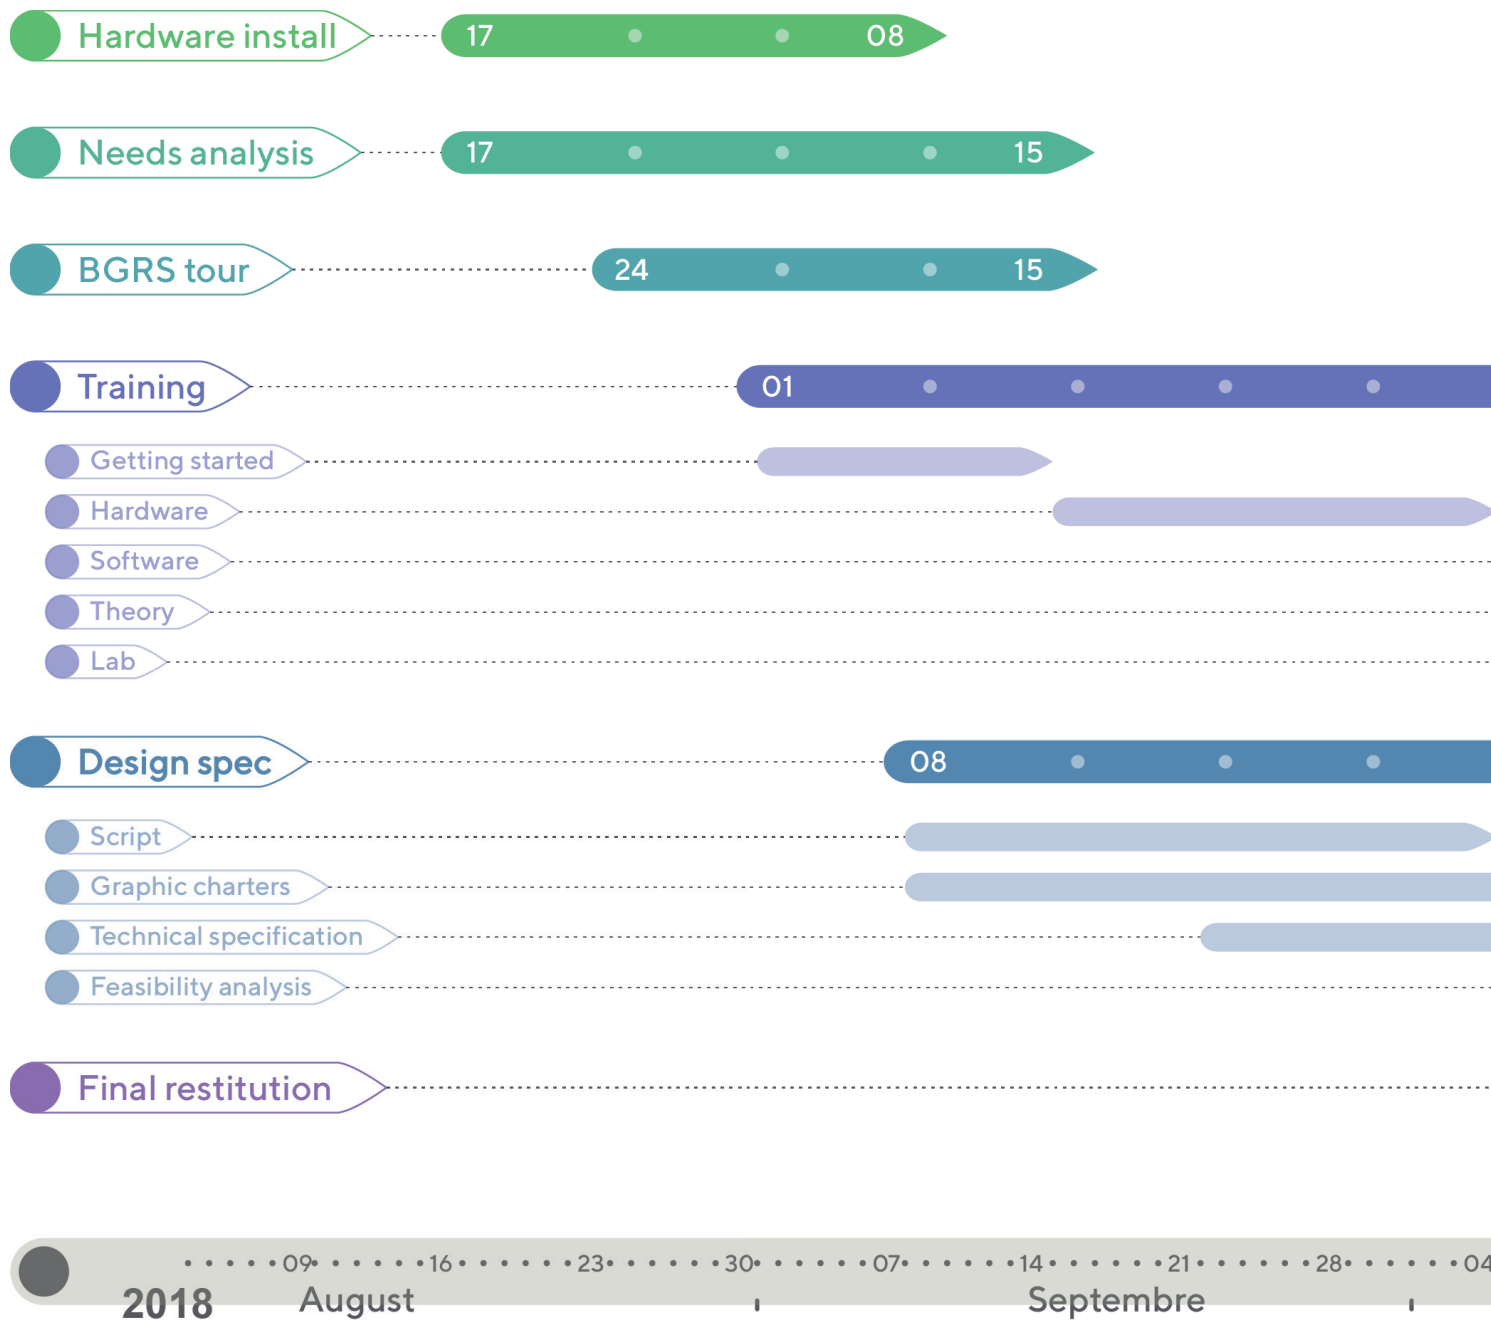 Hardware install 17 08
Needs analysis 17 15
BGRS tour 24 15
Training 01
Getting started
Hardware
Software
Theory
Lab
Design spec 08
Script
Graphic charters
Technical specification
Feasibility analysis
Final restitution
09 16 23 30 07 14 21 28 04
2018 August Septembre